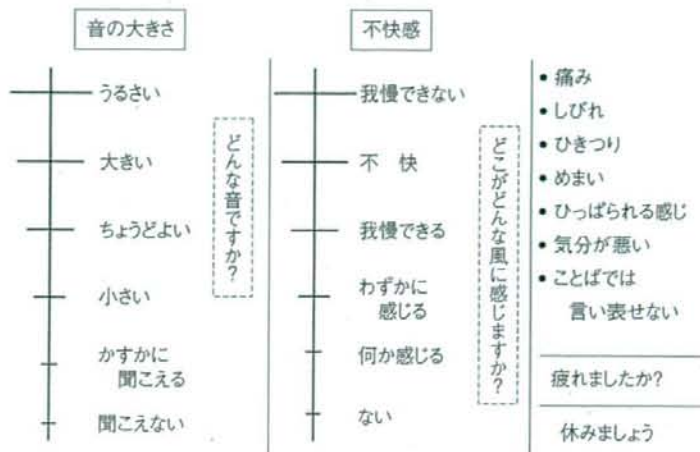 音の大きさ
うるさい
大きい
ちょうどよい
小さい
かすかに
聞こえる
聞こえない
どんな音ですか?
不快感
我慢できない
不 快
我慢できる
わずかに
感じる
何か感じる
ない
どこがどんな風に感じますか?
• 痛み
• しびれ
• ひきつり
• めまい
• ひっぱられる感じ
• 気分が悪い
• ことばでは
言い表せない
疲れましたか?
休みましょう